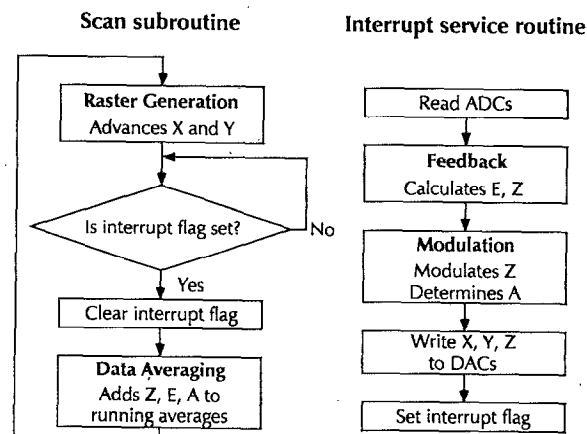 Scan subroutine
Raster Generation
Advances X and Y
Is interrupt flag set?
No
Yes
Clear interrupt flag
Data Averaging
Adds Z, E, A to
running averages
Interrupt service routine
Read ADCs
Feedback
Calculates E, Z
Modulation
Modulates Z
Determines A
Write X, Y, Z
to DACs
Set interrupt flag